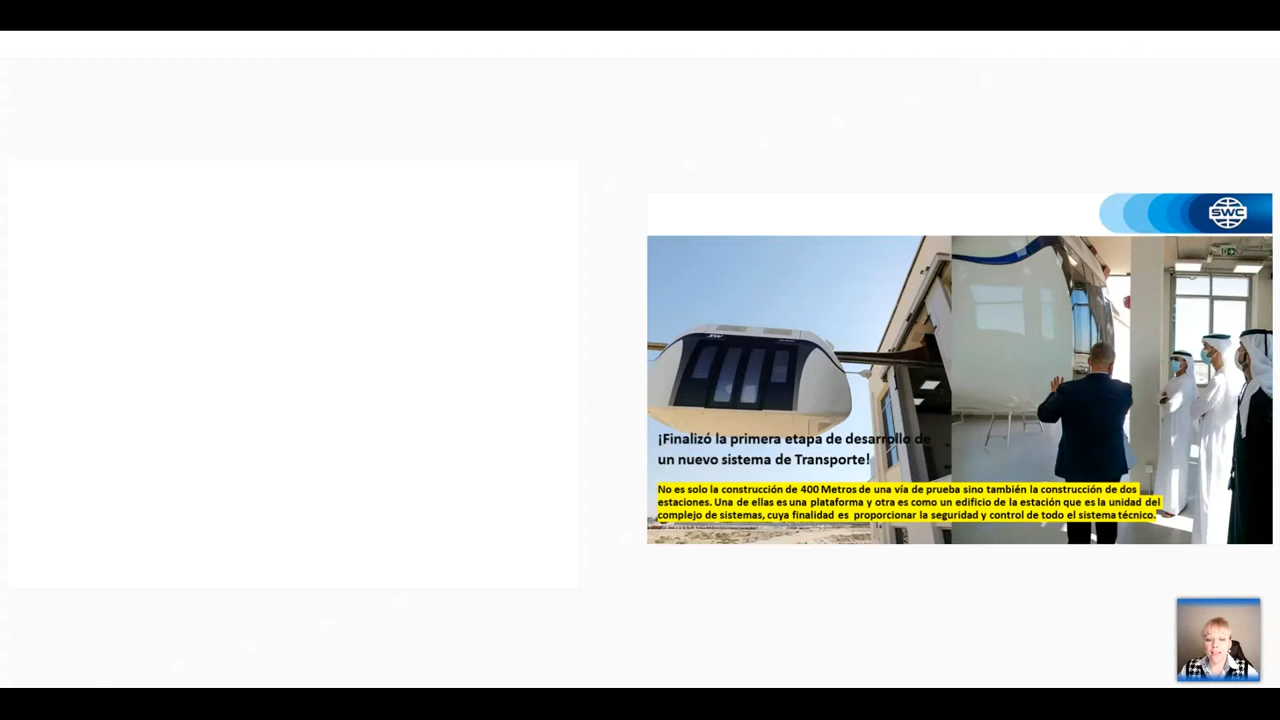 SWC
¡Finalizó la primera etapa de desarrollo de
un nuevo sistema de Transporte!
No es solo la construcción de 400 Metros de una vía de prueba sino también la construcción de dos
estaciones. Una de ellas es una plataforma y otra es como un edificio de la estación que es la unidad del
complejo de sistemas, cuya finalidad es proporcionar la seguridad y control de todo el sistema técnico.